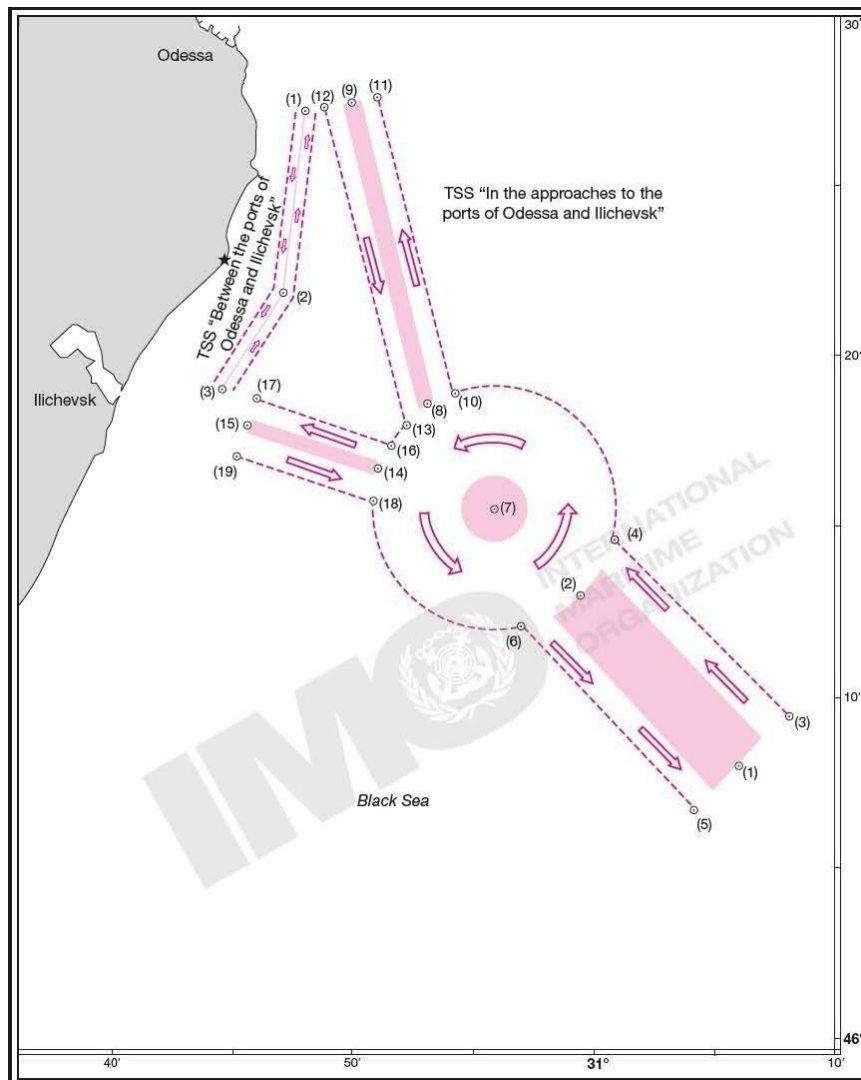 30'
Odessa
(1)
(12)
(9)
(11)
TSS "In the approaches to the
ports of Odessa and Ilichevsk"
TSS "Between the ports of
Odessa and Ilichevsk"
(2)
20'
(3)
(17)
Ilichevsk
(8)
(10)
(15)
(13)
(16)
(19)
(14)
(18)
(7)
(4)
INTERNATIONAL
MARITIME
ORGANIZATION
(2)
(6)
10'
(3)
IMO
(1)
Black Sea
(5)
46°
40'
50'
31°
10'